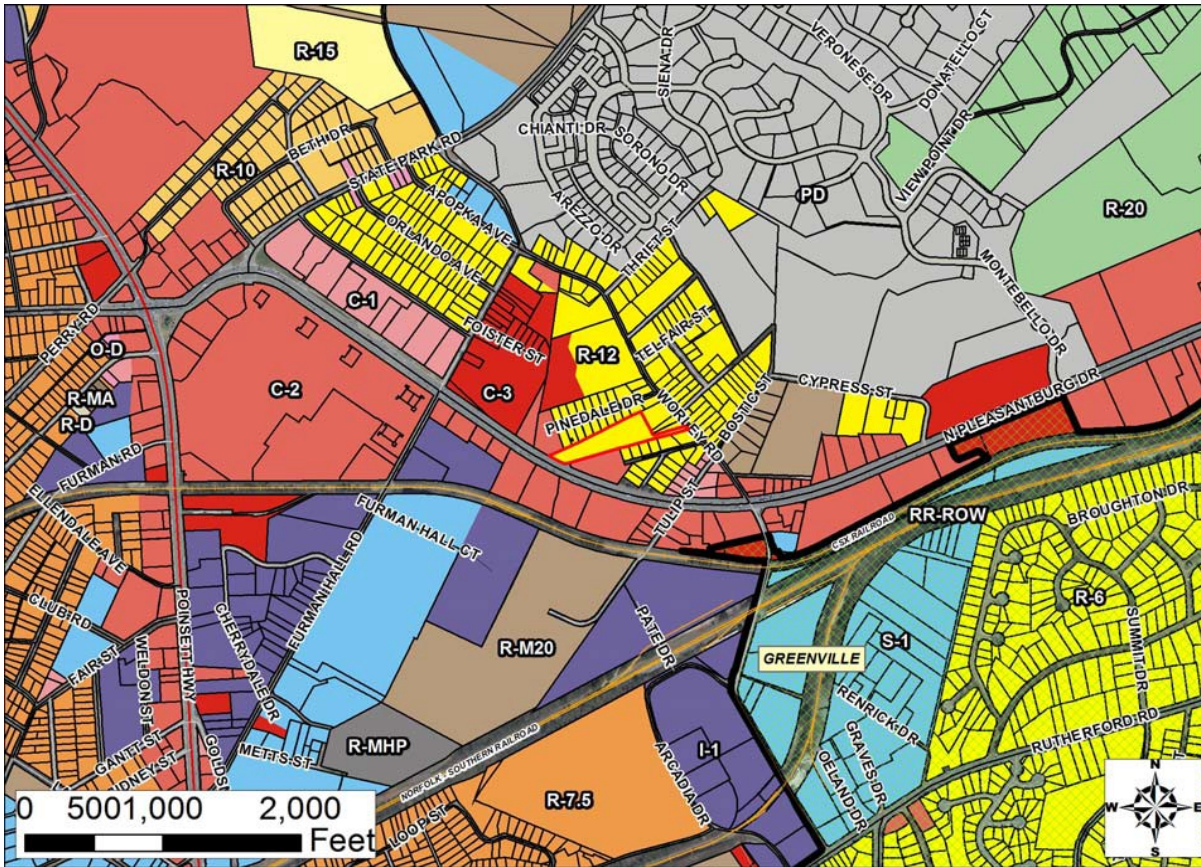 R-15
SIENA DR
VERONESE DR
DONATELLO CT
BETH DR
STATE PARK RD
CHIANTI DR
SORONO DR
VIEWPOINT DR
R-10
APOPKA AVE
AREZZO DR
PD
R-20
ORLANDO AVE
THRIFT ST
MONTEBELLO DR
C-1
FOISTER ST
TELFAIR ST
PERRY RD
O-D
R-12
C-2
C-3
PINEDALE DR
WORLEY RD
BOSTIC ST
CYPRESS ST
N PLEASANTBURG DR
R-MA
R-D
FURMAN RD
ELLENDALE AVE
FURMAN HALL CT
TULIP ST
CSX RAILROAD
RR-ROW
BROUGHTON DR
CLUB RD
POINSETT HWY
CHERRYDALE DR
FURMAN HALL RD
R-M20
PATE DR
R-6
SUMMIT DR
FAIR ST
WELDON ST
GREENVILLE
S-1
RENRICK DR
GANTT ST
METTS ST
R-MHP
NORFOLK - SOUTHERN RAILROAD
ARCADIA DR
I-1
GRAVES DR
RUTHERFORD RD
R-7.5
LOOP ST
0 500 1,000 2,000
Feet
N
W E
S